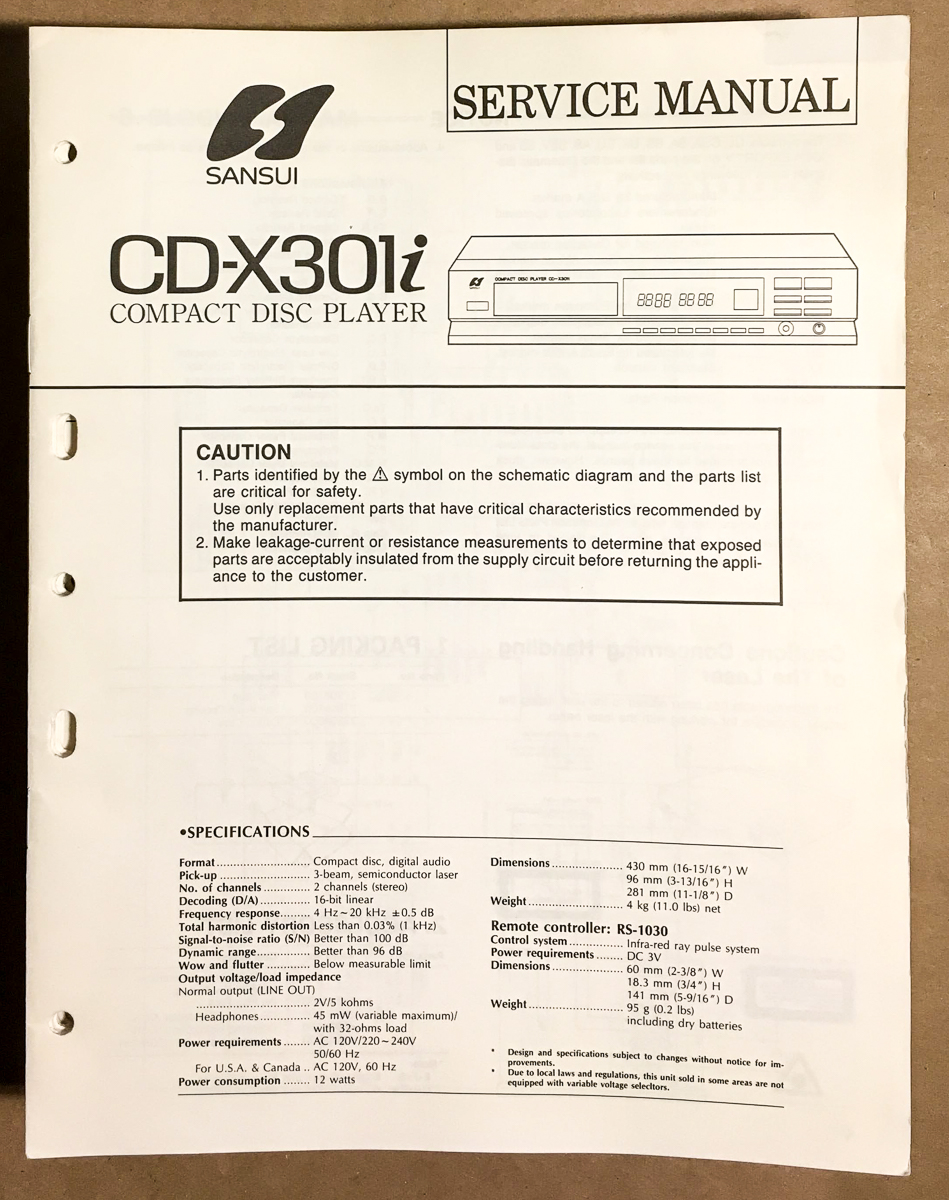 SERVICE MANUAL
SANSUI
CD-X301i
COMPACT DISC PLAYER
COMPACT DISC PLAYER CD-X301i
CAUTION
1. Parts identified by the ⚠ symbol on the schematic diagram and the parts list
are critical for safety.
Use only replacement parts that have critical characteristics recommended by
the manufacturer.
2. Make leakage-current or resistance measurements to determine that exposed
parts are acceptably insulated from the supply circuit before returning the appli-
ance to the customer.
1. PACKING LIST
•SPECIFICATIONS
Format ............................ Compact disc, digital audio
Pick-up ........................... 3-beam, semiconductor laser
No. of channels .............. 2 channels (stereo)
Decoding (D/A) ................ 16-bit linear
Frequency response ......... 4 Hz ~ 20 kHz ±0.5 dB
Total harmonic distortion Less than 0.03% (1 kHz)
Signal-to-noise ratio (S/N) Better than 100 dB
Dynamic range ................ Better than 96 dB
Wow and flutter ............. Below measurable limit
Output voltage/load impedance
Normal output (LINE OUT)
.................................. 2V/5 kohms
Headphones ............... 45 mW (variable maximum)/
with 32-ohms load
Power requirements ........ AC 120V/220 ~ 240V
50/60 Hz
For U.S.A. & Canada .. AC 120V, 60 Hz
Power consumption ........ 12 watts
Dimensions ..................... 430 mm (16-15/16″) W
96 mm (3-13/16″) H
281 mm (11-1/8″) D
Weight ............................ 4 kg (11.0 lbs) net
Remote controller: RS-1030
Control system ................ Infra-red ray pulse system
Power requirements ........ DC 3V
Dimensions ..................... 60 mm (2-3/8″) W
18.3 mm (3/4″) H
141 mm (5-9/16″) D
Weight ............................ 95 g (0.2 lbs)
including dry batteries
* Design and specifications subject to changes without notice for im-
provements.
* Due to local laws and regulations, this unit sold in some areas are not
equipped with variable voltage selecltors.